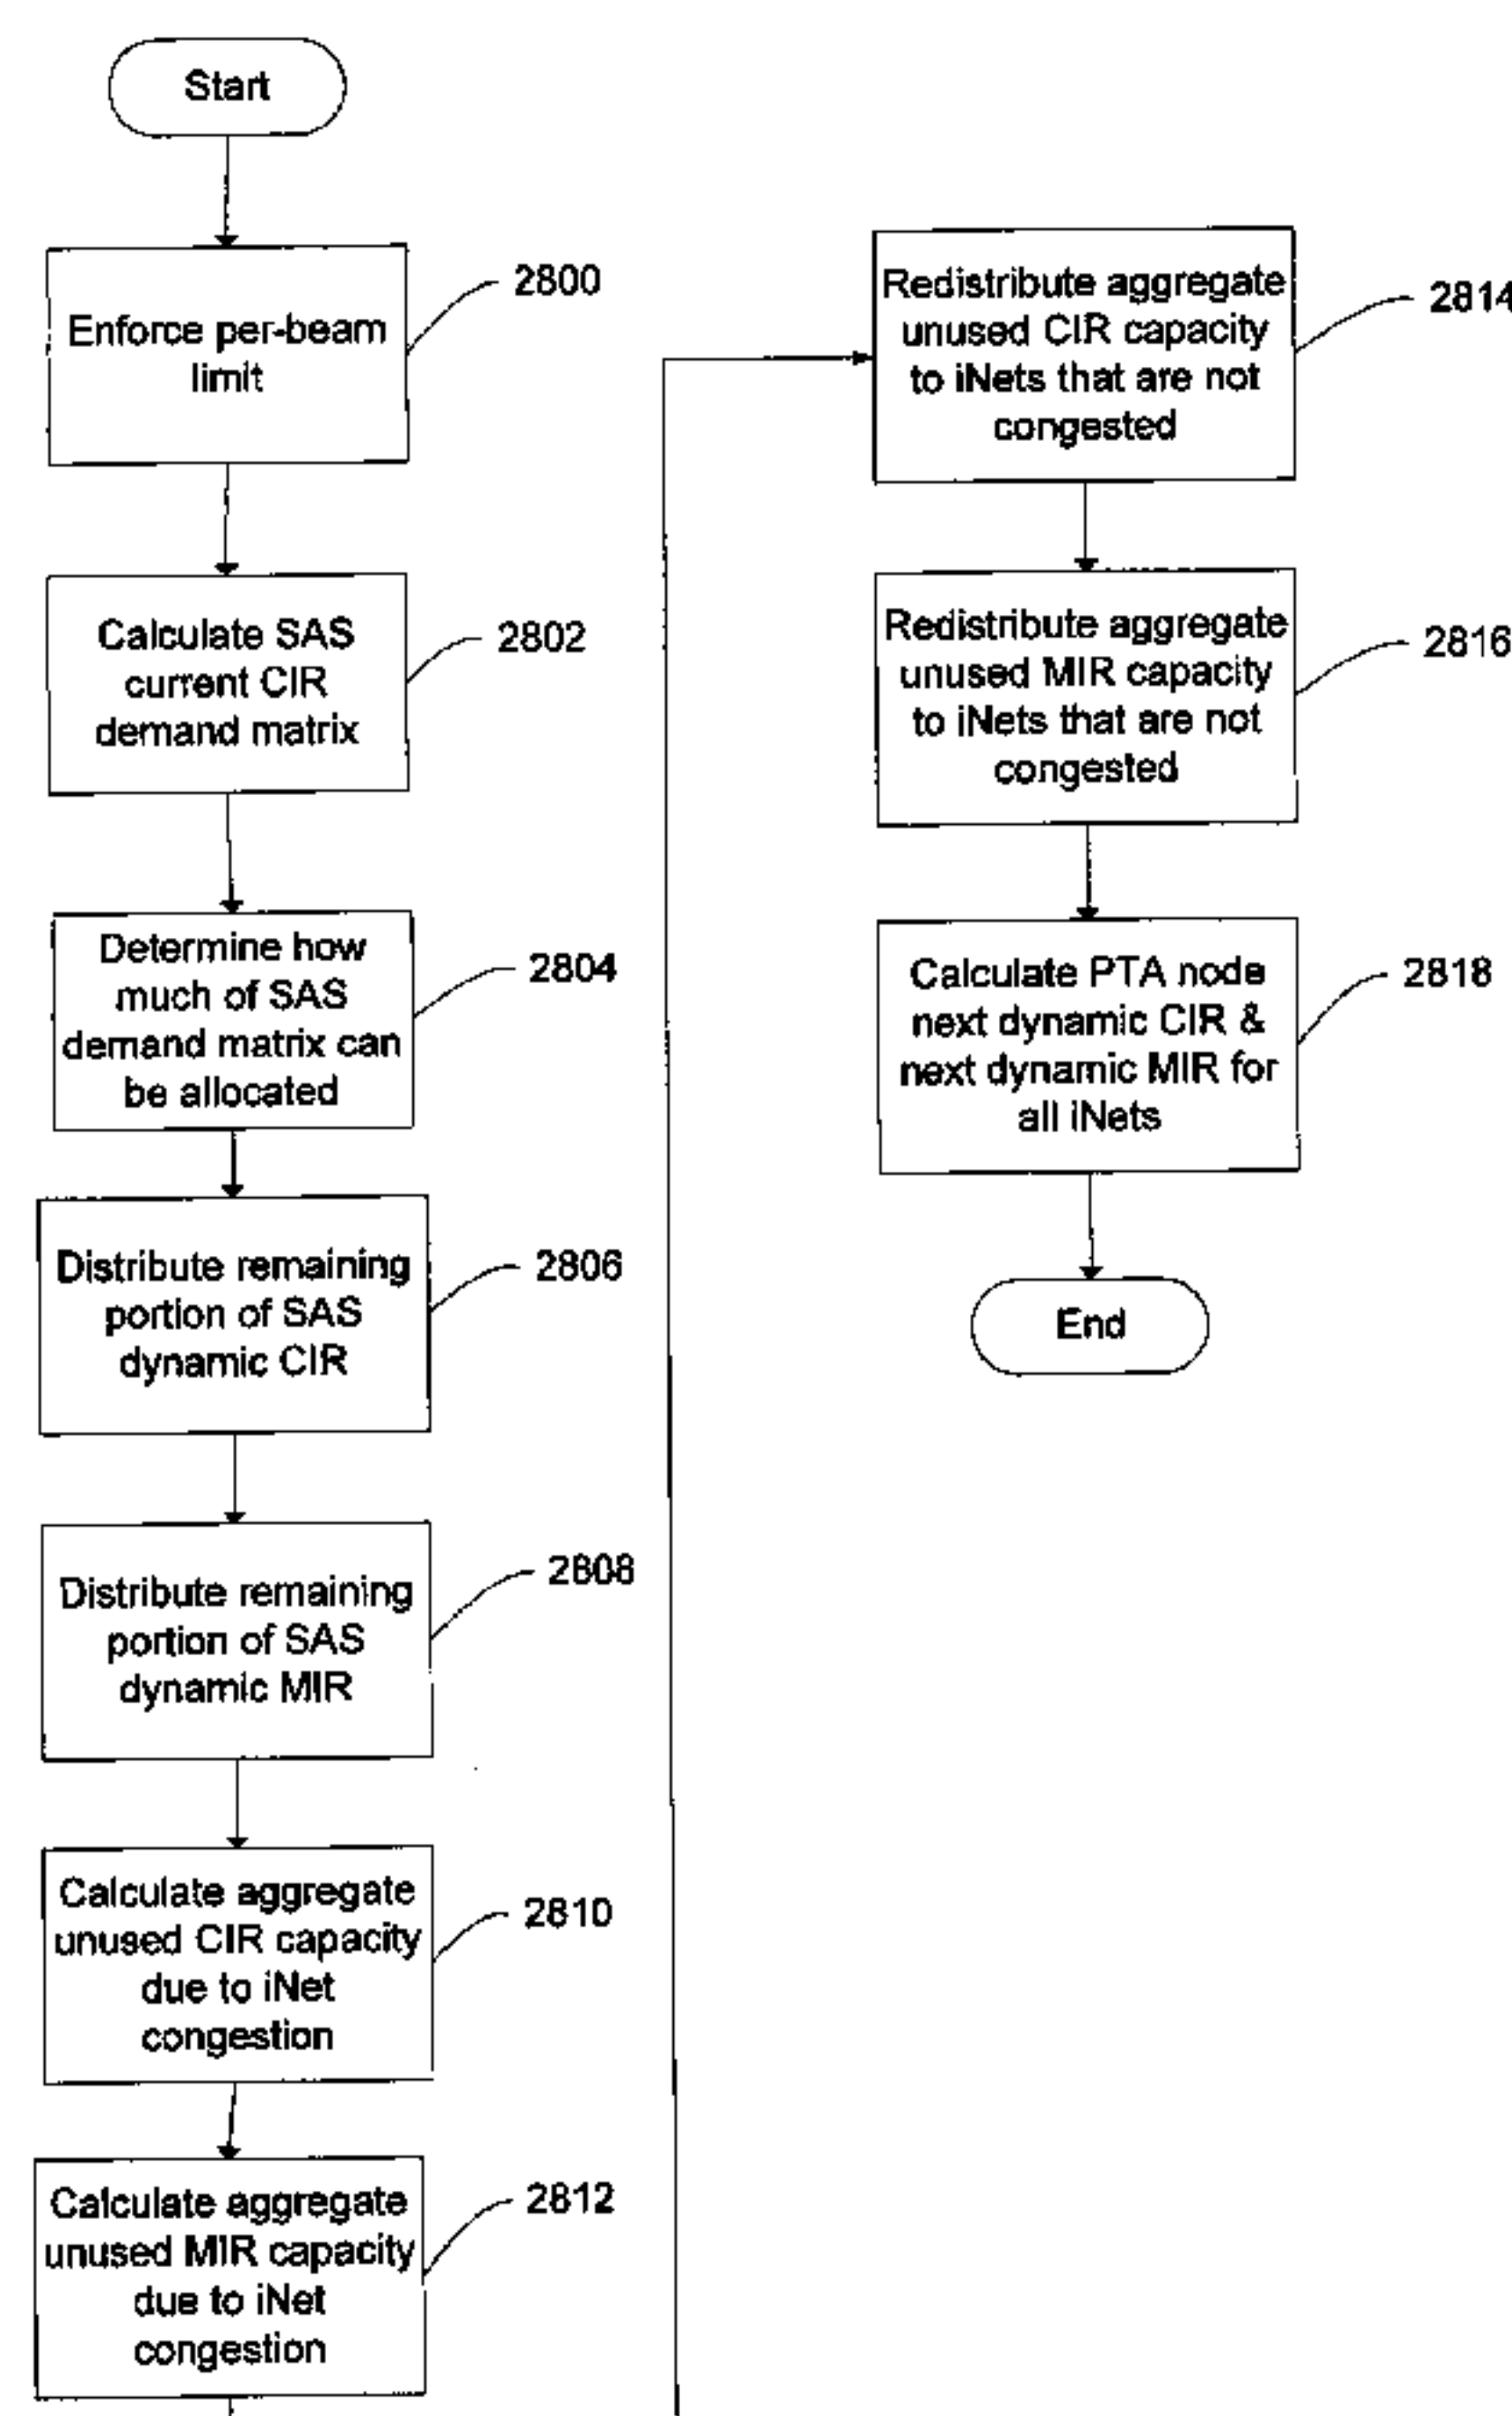 Start
Enforce per-beam
limit
2800
Calculate SAS
current CIR
demand matrix
2802
Determine how
much of SAS
demand matrix can
be allocated
2804
Distribute remaining
portion of SAS
dynamic CIR
2806
Distribute remaining
portion of SAS
dynamic MIR
2808
Calculate aggregate
unused CIR capacity
due to iNet
congestion
2810
Calculate aggregate
unused MIR capacity
due to iNet
congestion
2812
Redistribute aggregate
unused CIR capacity
to iNets that are not
congested
2814
Redistribute aggregate
unused MIR capacity
to iNets that are not
congested
2816
Calculate PTA node
next dynamic CIR &
next dynamic MIR for
all iNets
2818
End